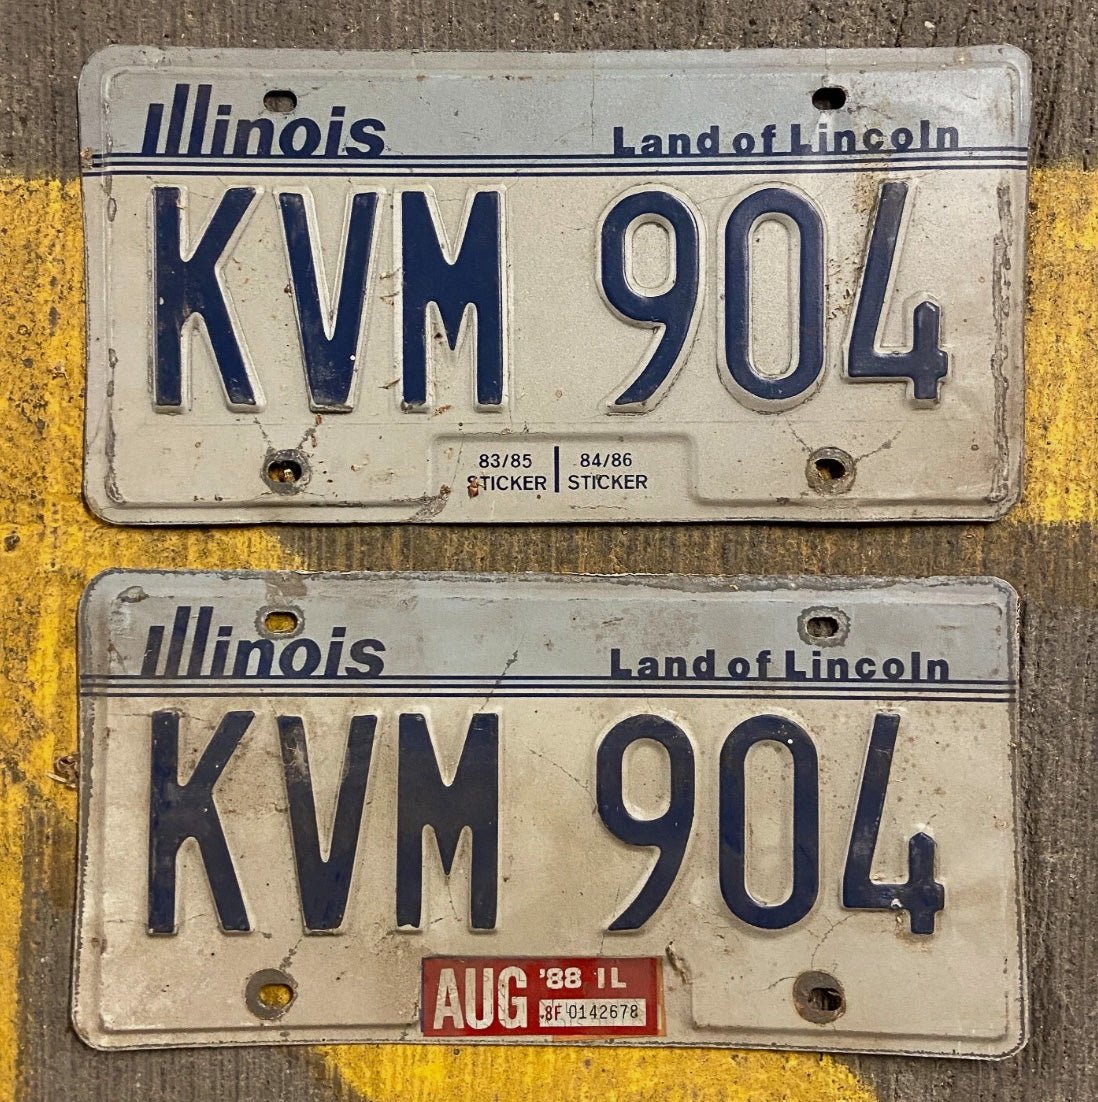 Illinois Land of Lincoln
KVM 904
83/85 84/86
STICKER STICKER
Illinois Land of Lincoln
KVM 904
AUG '88 IL
8F 0142678